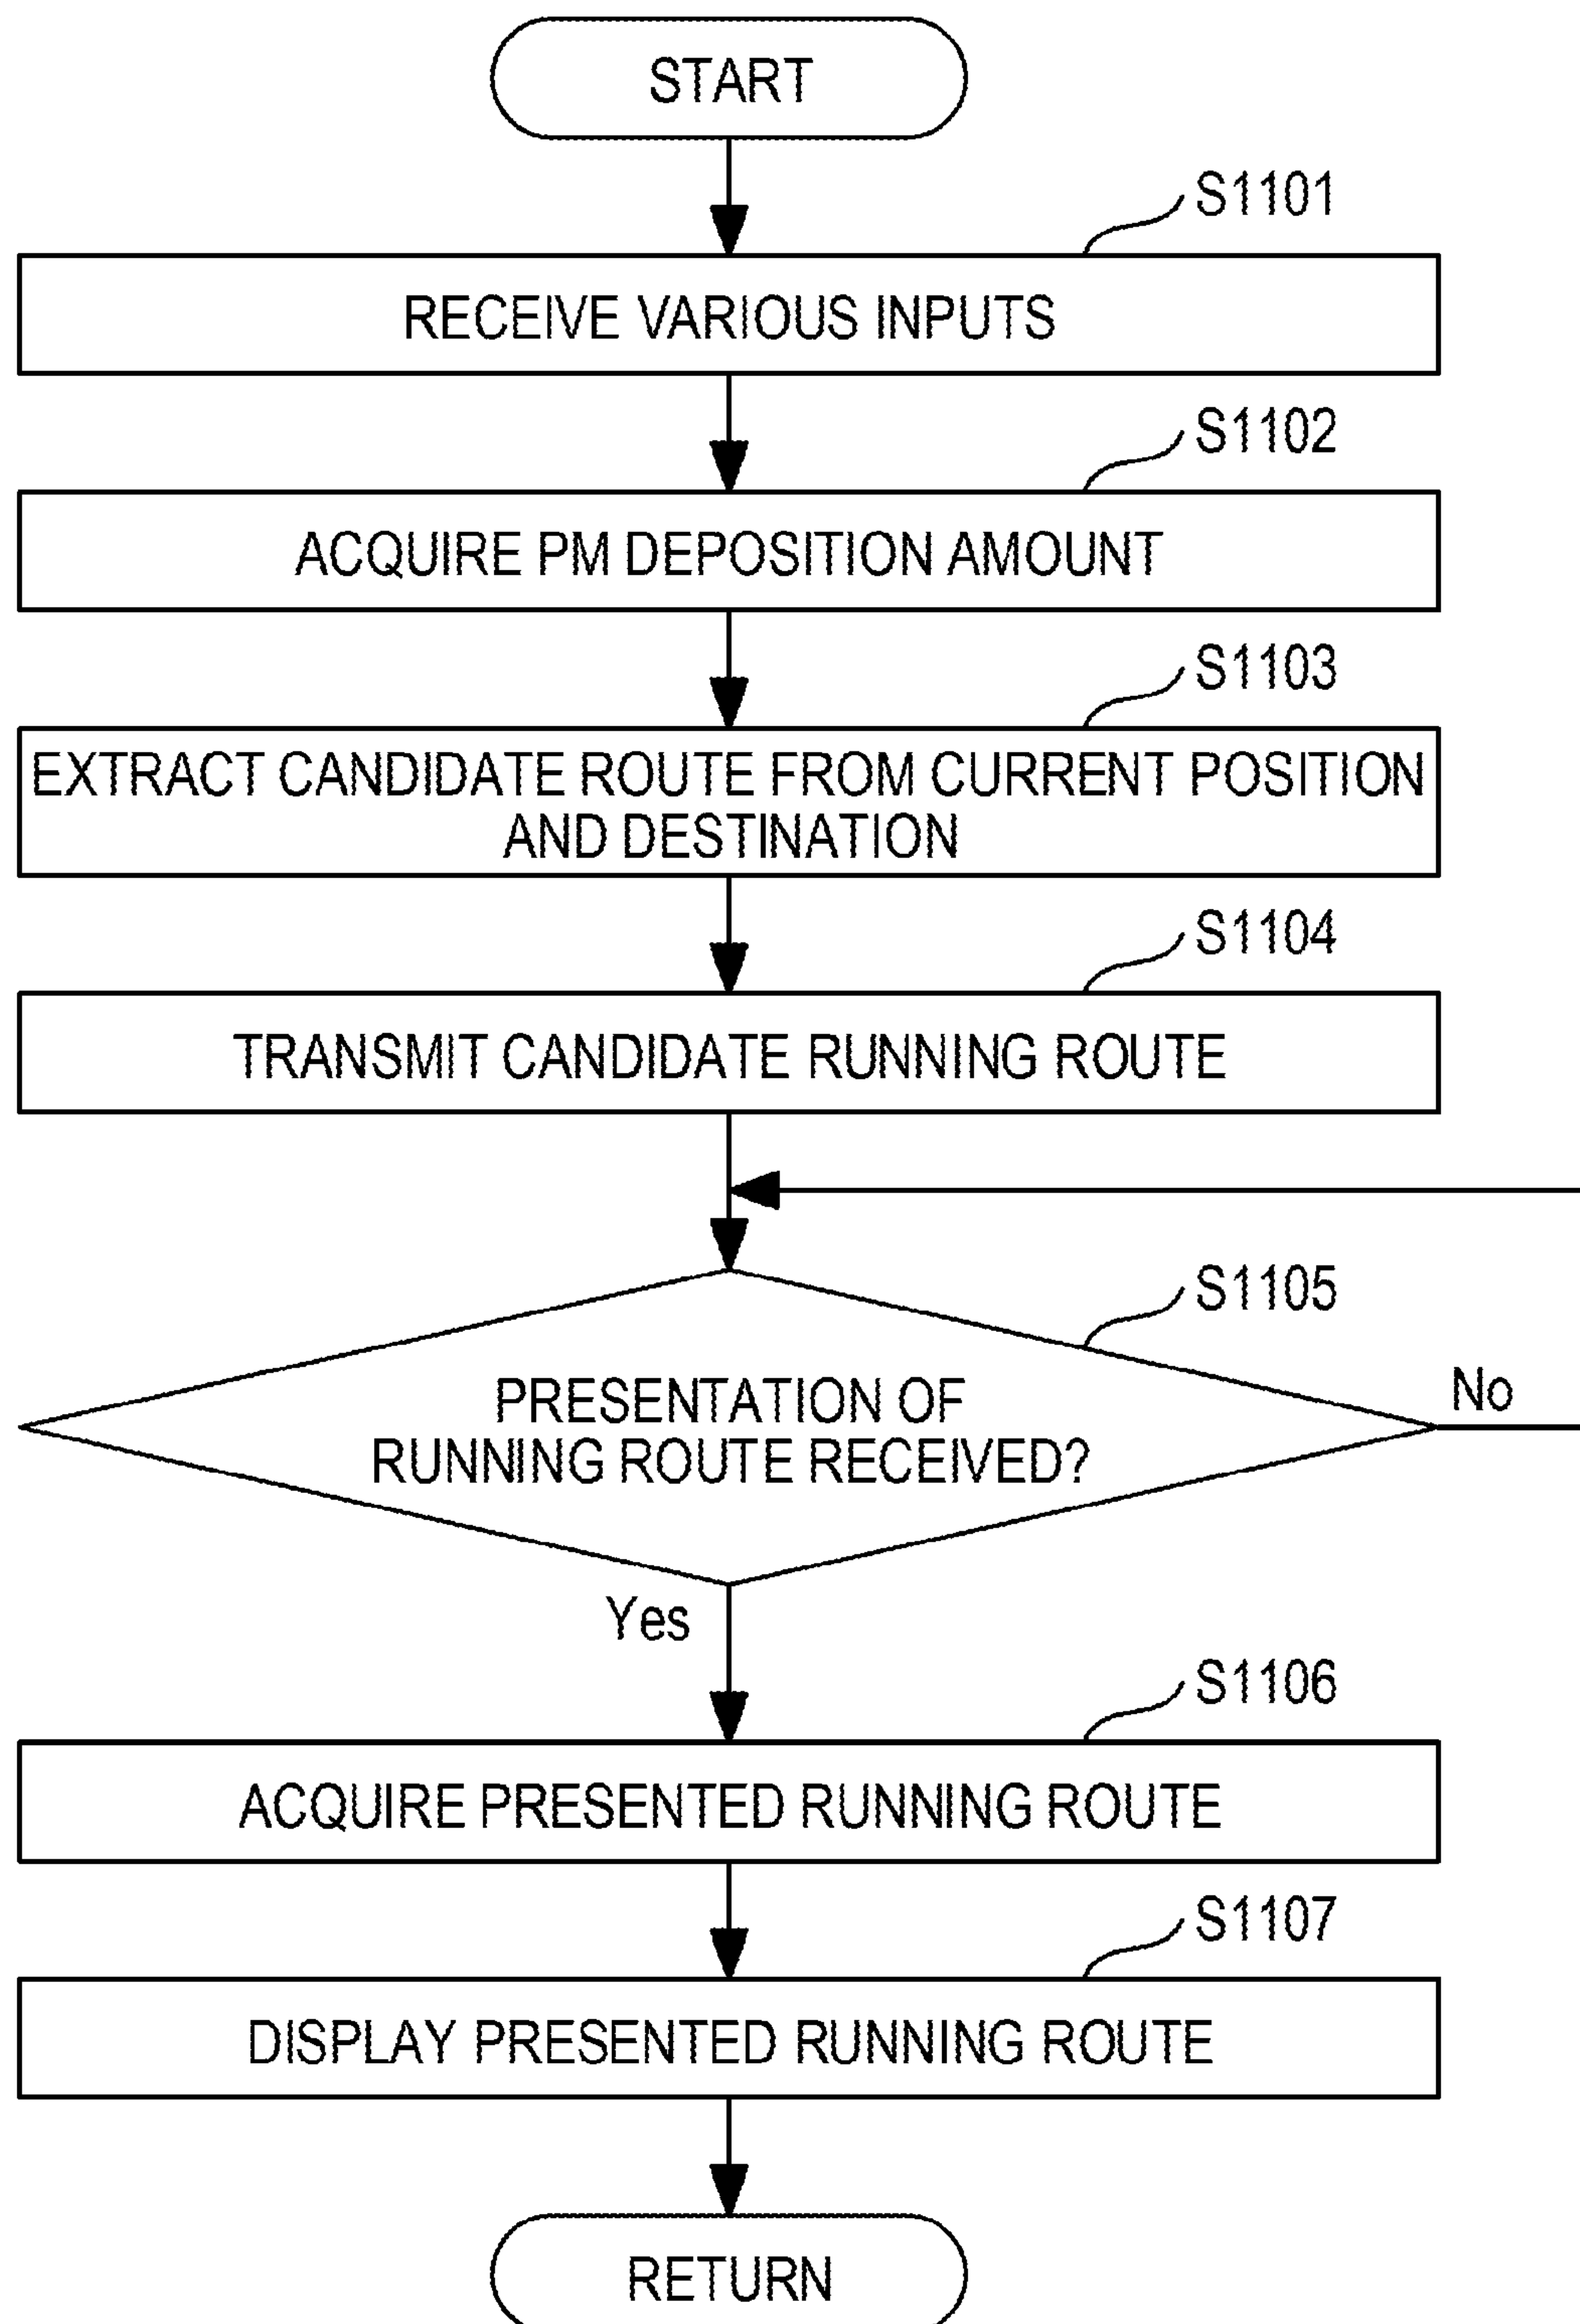 START
S1101
RECEIVE VARIOUS INPUTS
S1102
ACQUIRE PM DEPOSITION AMOUNT
S1103
EXTRACT CANDIDATE ROUTE FROM CURRENT POSITION
AND DESTINATION
S1104
TRANSMIT CANDIDATE RUNNING ROUTE
S1105
PRESENTATION OF
RUNNING ROUTE RECEIVED?
No
Yes
S1106
ACQUIRE PRESENTED RUNNING ROUTE
S1107
DISPLAY PRESENTED RUNNING ROUTE
RETURN